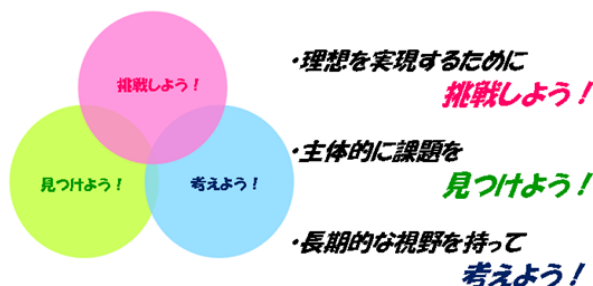 挑戦しよう！
見つけよう！
考えよう！
・理想を実現するために
挑戦しよう！
・主体的に課題を
見つけよう！
・長期的な視野を持って
考えよう！